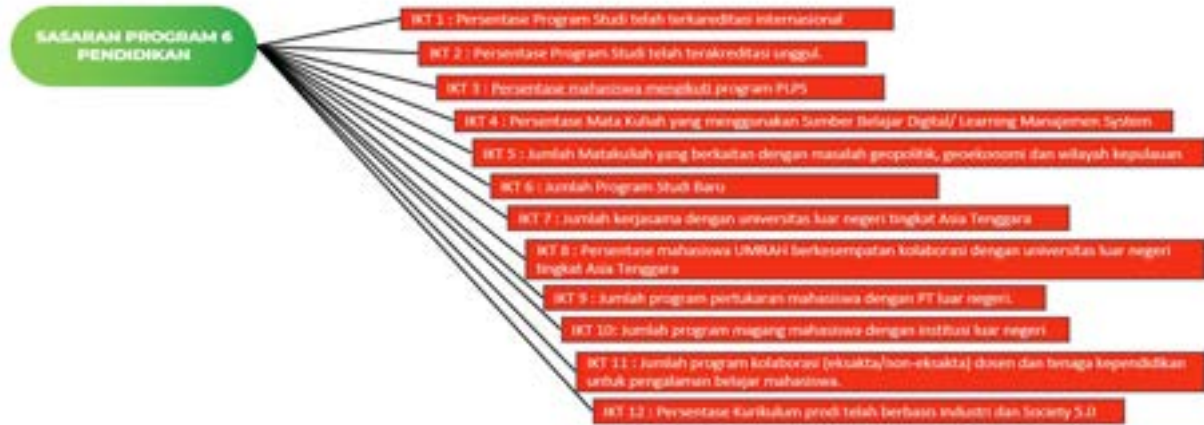 SASARAN PROGRAM 6
PENDIDIKAN
IKT 1 : Persentase Program Studi telah terkareditasi internasional
IKT 2 : Persentase Program Studi telah terakreditasi unggul.
IKT 3 : Persentase mahasiswa mengikuti program PLPS
IKT 4 : Persentase Mata Kuliah yang menggunakan Sumber Belajar Digital/ Learning Manajemen System
IKT 5 : Jumlah Matakuliah yang berkaitan dengan masalah geopolitik, geoekonomi dan wilayah kepulauan
IKT 6 : Jumlah Program Studi Baru
IKT 7 : Jumlah kerjasama dengan universitas luar negeri tingkat Asia Tenggara
IKT 8 : Persentase mahasiswa UMRAH berkesempatan kolaborasi dengan universitas luar negeri
tingkat Asia Tenggara
IKT 9 : Jumlah program pertukaran mahasiswa dengan PT luar negeri.
IKT 10: Jumlah program magang mahasiswa dengan institusi luar negeri
IKT 11 : Jumlah program kolaborasi (eksakta/non-eksakta) dosen dan tenaga kependidikan
untuk pengalaman belajar mahasiswa.
IKT 12 : Persentase Kurikulum prodi telah berbasis industri dan Society 5.0